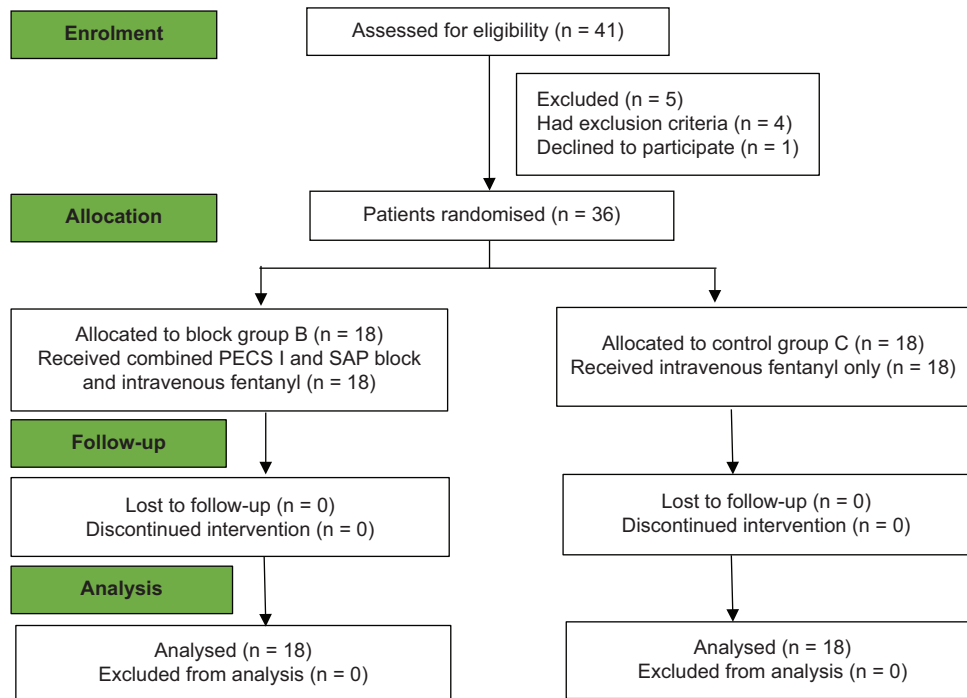 Enrolment
Assessed for eligibility (n = 41)
Excluded (n = 5)
Had exclusion criteria (n = 4)
Declined to participate (n = 1)
Allocation
Patients randomised (n = 36)
Allocated to block group B (n = 18)
Received combined PECS I and SAP block
and intravenous fentanyl (n = 18)
Allocated to control group C (n = 18)
Received intravenous fentanyl only (n = 18)
Follow-up
Lost to follow-up (n = 0)
Discontinued intervention (n = 0)
Lost to follow-up (n = 0)
Discontinued intervention (n = 0)
Analysis
Analysed (n = 18)
Excluded from analysis (n = 0)
Analysed (n = 18)
Excluded from analysis (n = 0)